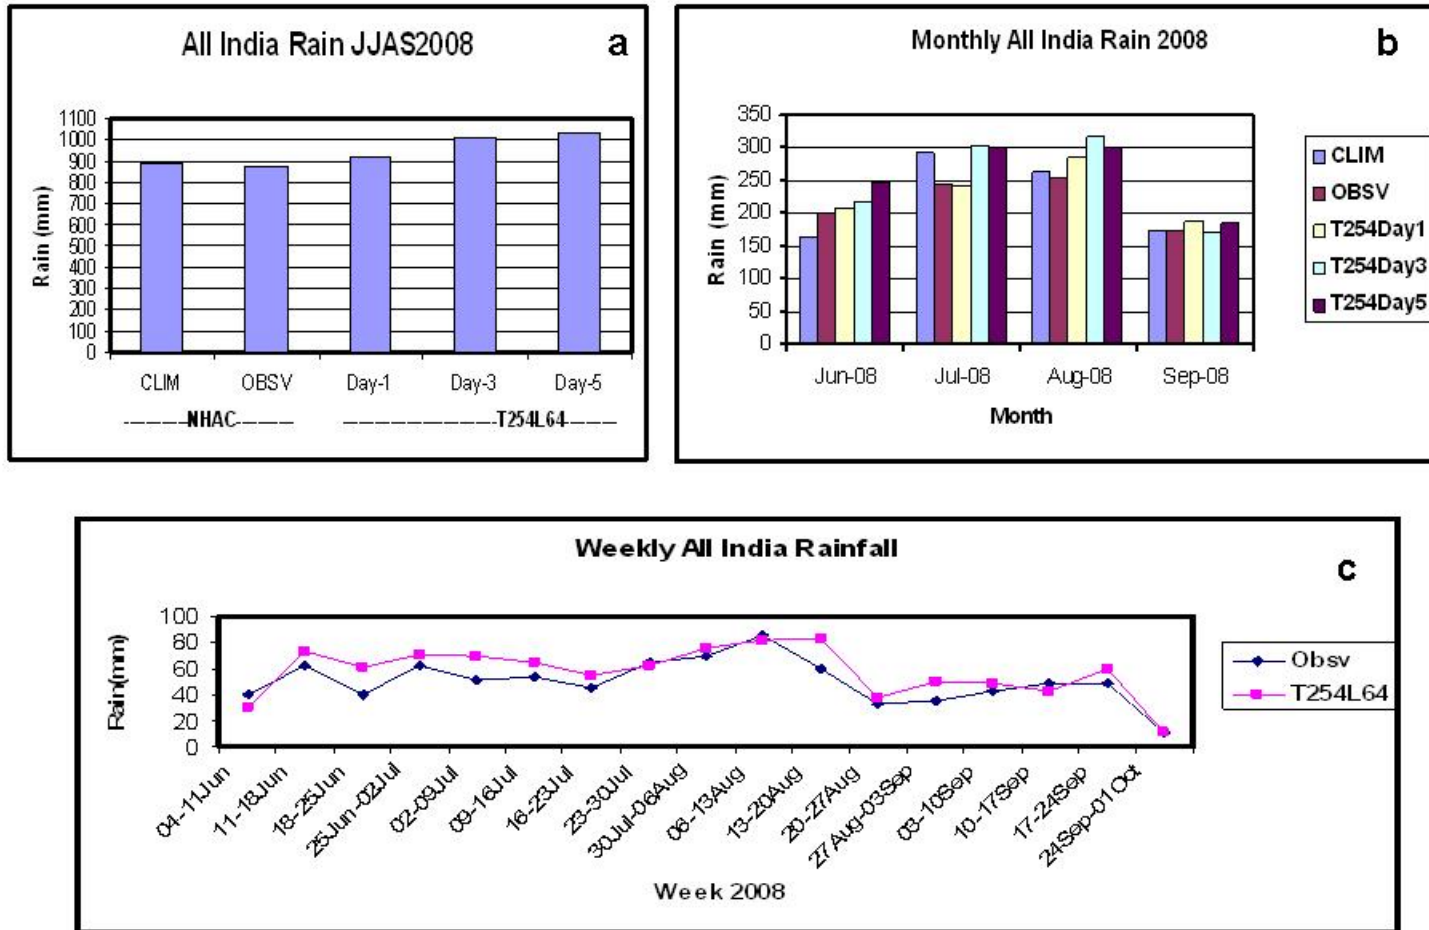 All India Rain JJAS2008
a
Rain (mm)
1100
1000
900
800
700
600
500
400
300
200
100
0
CLIM OBSV Day-1 Day-3 Day-5
NHAC T254L64
Monthly All India Rain 2008
b
Rain (mm)
350
300
250
200
150
100
50
0
Jun-08 Jul-08 Aug-08 Sep-08
Month
CLIM
OBSV
T254Day1
T254Day3
T254Day5
Weekly All India Rainfall
c
Rain(mm)
100
80
60
40
20
0
04-11Jun
11-18Jun
18-25Jun
25Jun-02Jul
02-09Jul
09-16Jul
16-23Jul
23-30Jul
30Jul-06Aug
06-13Aug
13-20Aug
20-27Aug
27Aug-03Sep
03-10Sep
10-17Sep
17-24Sep
24Sep-01Oct
Week 2008
Obsv
T254L64